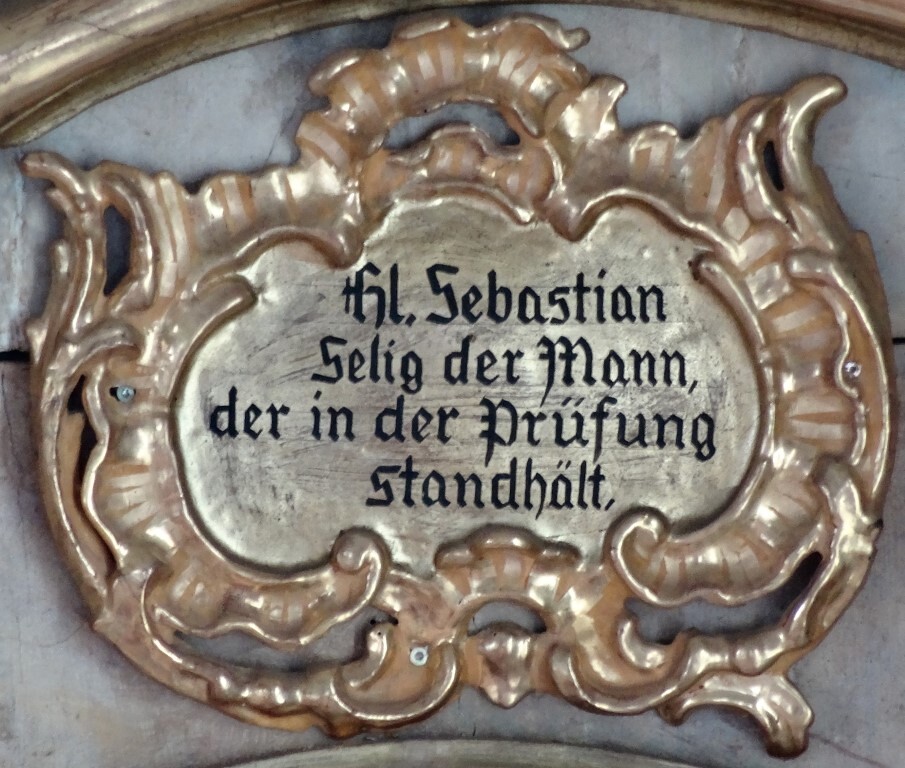 Hl. Sebastian
Selig der Mann,
der in der Prüfung
standhält.